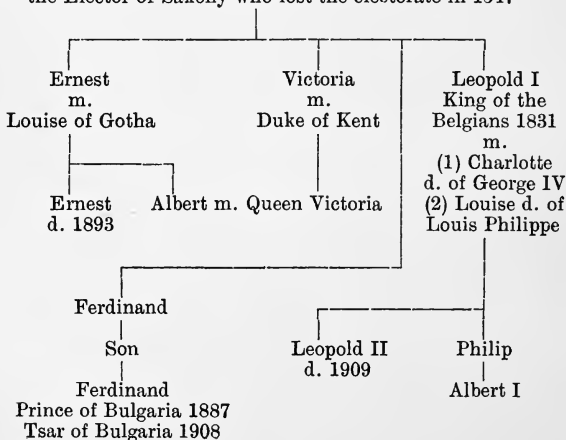 the Elector of Saxony who lost the electorate in
Ernest
m.
Louise of Gotha
Victoria
m.
Duke of Kent
Leopold I
King of the
Belgians 1831
m.
(1) Charlotte
d. of George IV
(2) Louise d. of
Louis Philippe
Ernest
d. 1893
Albert m. Queen Victoria
Ferdinand
Son
Ferdinand
Prince of Bulgaria 1887
Tsar of Bulgaria 1908
Leopold II
d. 1909
Philip
Albert I